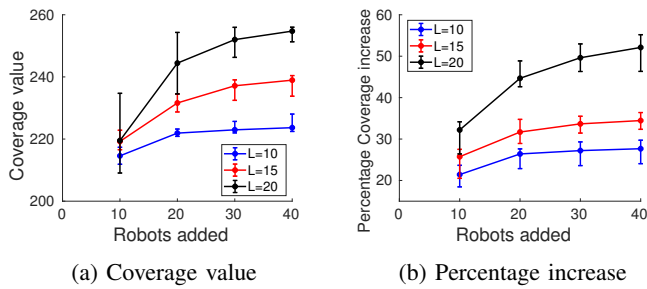 260
240
220
200
Coverage value
0 10 20 30 40
Robots added
L=10
L=15
L=20
(a) Coverage value
60
50
40
30
20
Percentage Coverage increase
0 10 20 30 40
Robots added
L=10
L=15
L=20
(b) Percentage increase